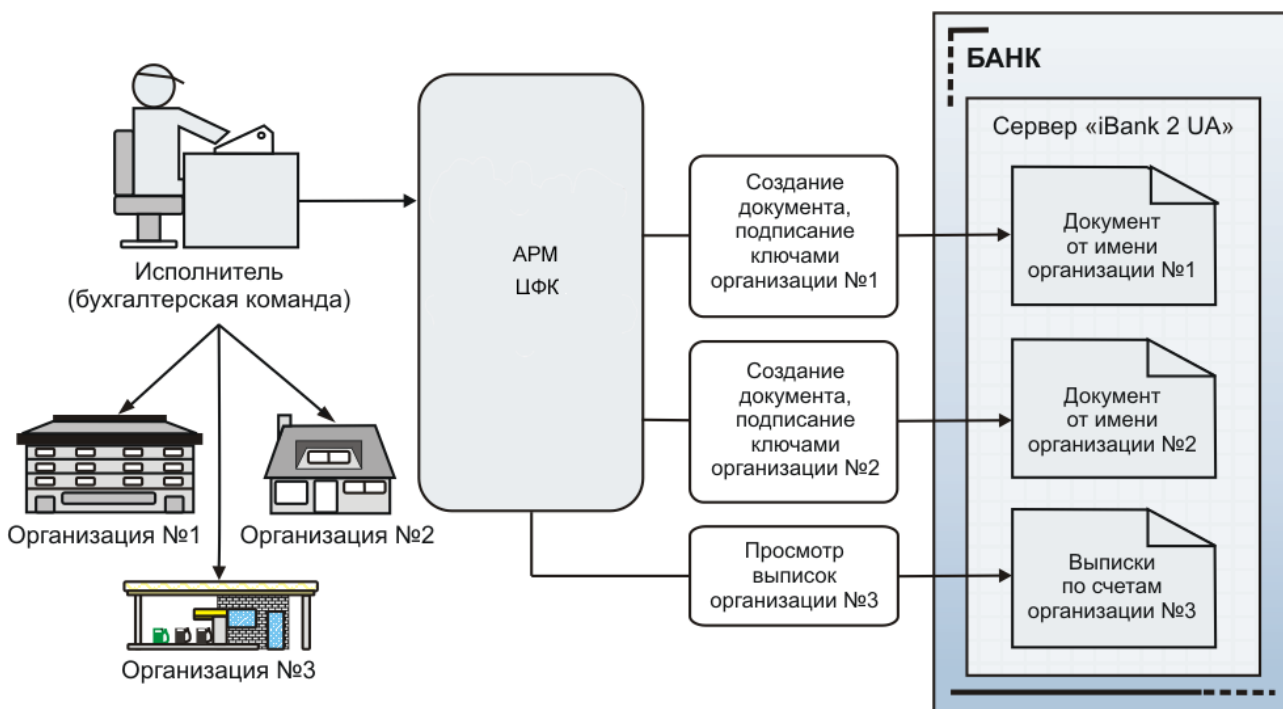 БАНК
Сервер «iBank 2 UA»
Исполнитель
(бухгалтерская команда)
Организация №1
Организация №2
Организация №3
АРМ
ЦФК
Создание
документа,
подписание
ключами
организации №1
Создание
документа,
подписание
ключами
организации №2
Просмотр
выписок
организации №3
Документ
от имени
организации №1
Документ
от имени
организации №2
Выписки
по счетам
организации №3